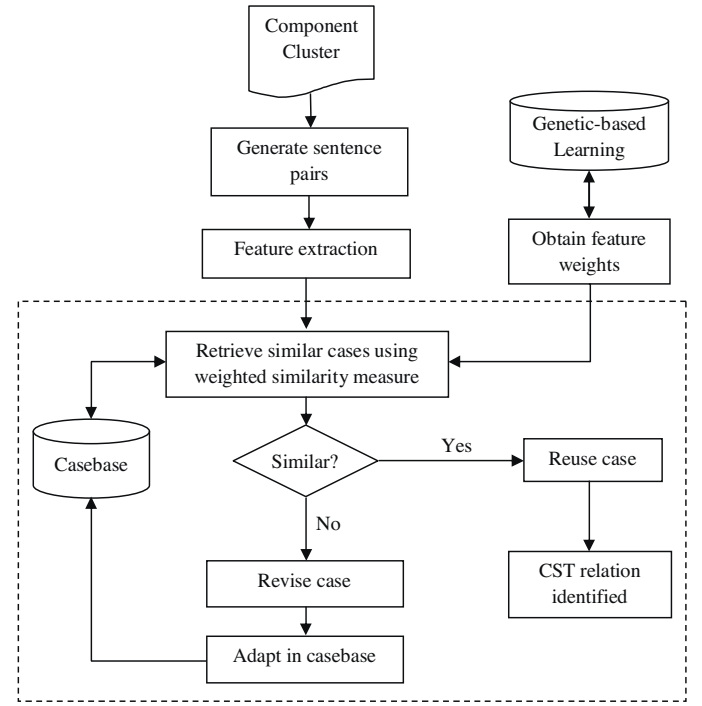 Component
Cluster
Generate sentence
pairs
Genetic-based
Learning
Feature extraction
Obtain feature
weights
Retrieve similar cases using
weighted similarity measure
Casebase
Similar?
Yes
Reuse case
No
Revise case
CST relation
identified
Adapt in casebase